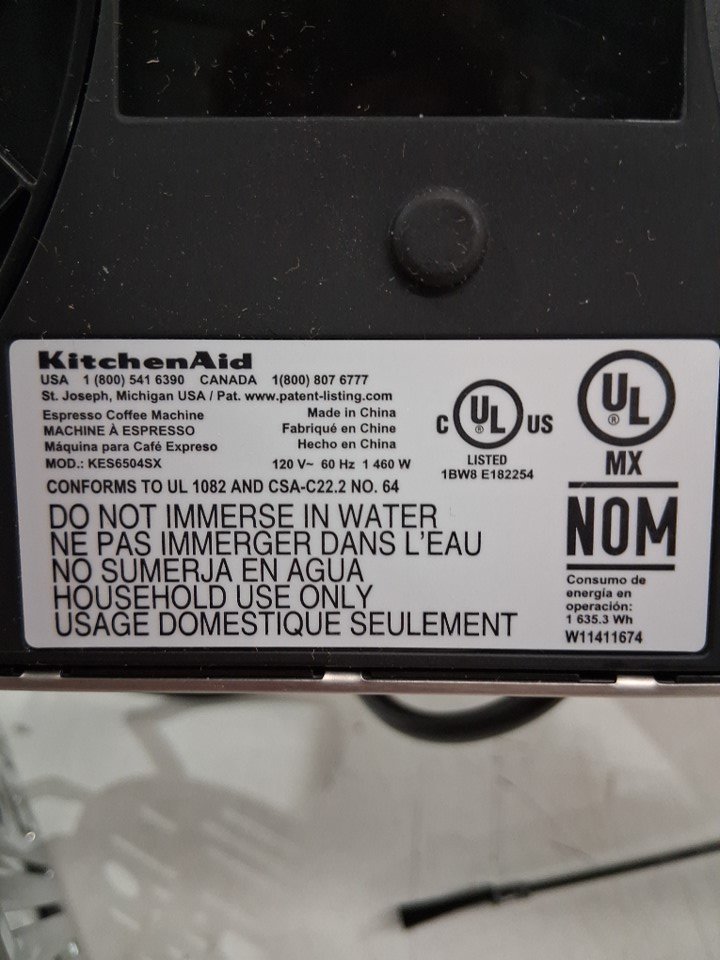 KitchenAid
USA 1 (800) 541 6390 CANADA 1(800) 807 6777
St. Joseph, Michigan USA / Pat. www.patent-listing.com
Espresso Coffee Machine Made in China
MACHINE À ESPRESSO Fabriqué en China
Máquina para Café Expreso Hecho en China
MOD.: KES6504SX 120 V~ 60 Hz 1 460 W
CONFORMS TO UL 1082 AND CSA-C22.2 NO. 64
DO NOT IMMERSE IN WATER
NE PAS IMMERGER DANS L'EAU
NO SUMERJA EN AGUA
HOUSEHOLD USE ONLY
USAGE DOMESTIQUE SEULEMENT
C UL ® US
LISTED
1BW8 E182254
UL ®
MX
NOM
Consumo de
energía en
operación:
1 635.3 Wh
W11411674